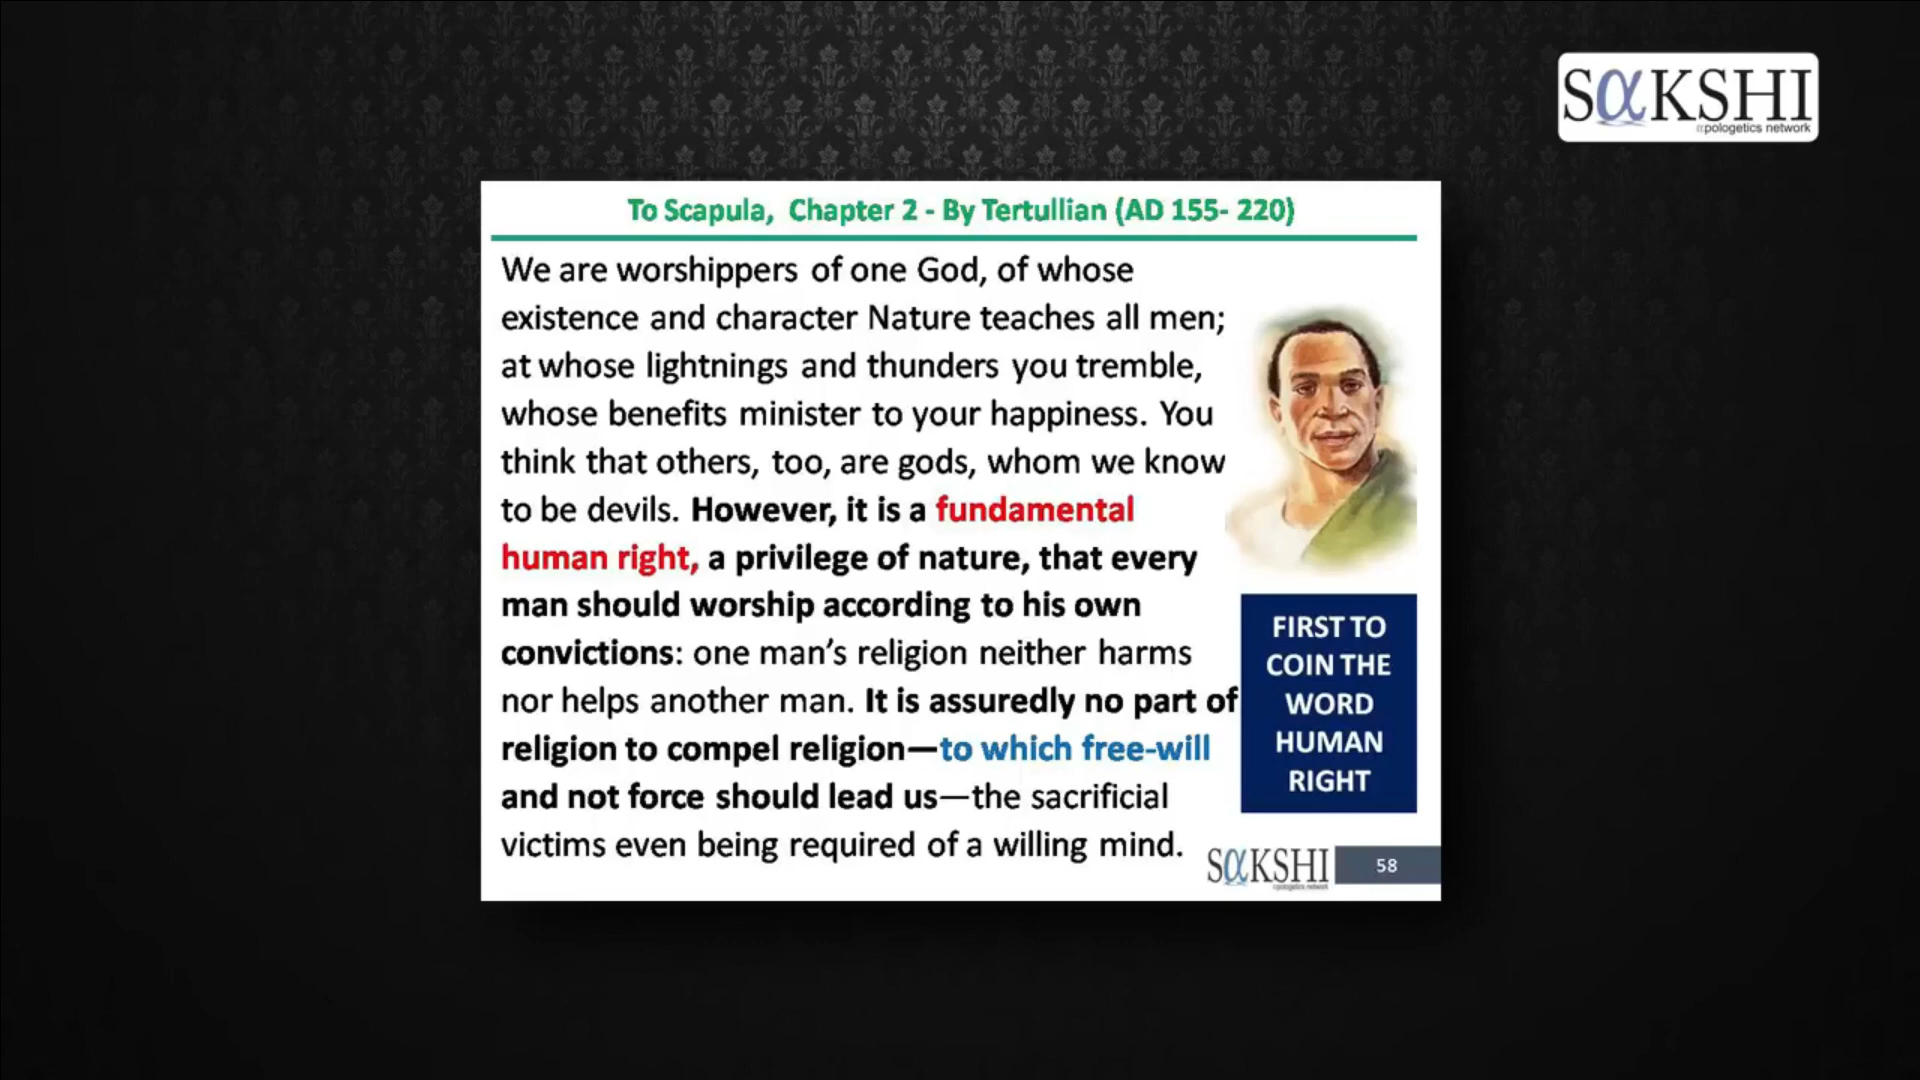 SαKSHI
αpologetics network
To Scapula, Chapter 2 - By Tertullian (AD 155- 220)
We are worshippers of one God, of whose
existence and character Nature teaches all men;
at whose lightnings and thunders you tremble,
whose benefits minister to your happiness. You
think that others, too, are gods, whom we know
to be devils. However, it is a fundamental
human right, a privilege of nature, that every
man should worship according to his own
convictions: one man’s religion neither harms
nor helps another man. It is assuredly no part of
religion to compel religion—to which free-will
and not force should lead us—the sacrificial
victims even being required of a willing mind.
FIRST TO
COIN THE
WORD
HUMAN
RIGHT
SαKSHI
αpologetics network
58